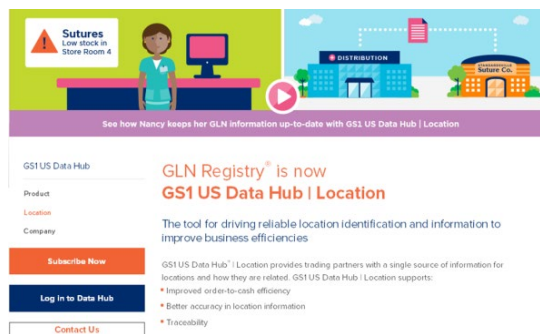 Sutures
Low stock in
Store Room 4
DISTRIBUTION
Suture Co.
See how Nancy keeps her GLN information up-to-date with GS1 US Data Hub | Location
GS1 US Data Hub
Product
Location
Company
Subscribe Now
Log in to Data Hub
Contact Us
GLN Registry® is now
GS1 US Data Hub | Location
The tool for driving reliable location identification and information to
improve business efficiencies
GS1 US Data Hub® | Location provides trading partners with a single source of information for
locations and how they are related. GS1 US Data Hub | Location supports:
• Improved order-to-cash efficiency
• Better accuracy in location information
• Traceability